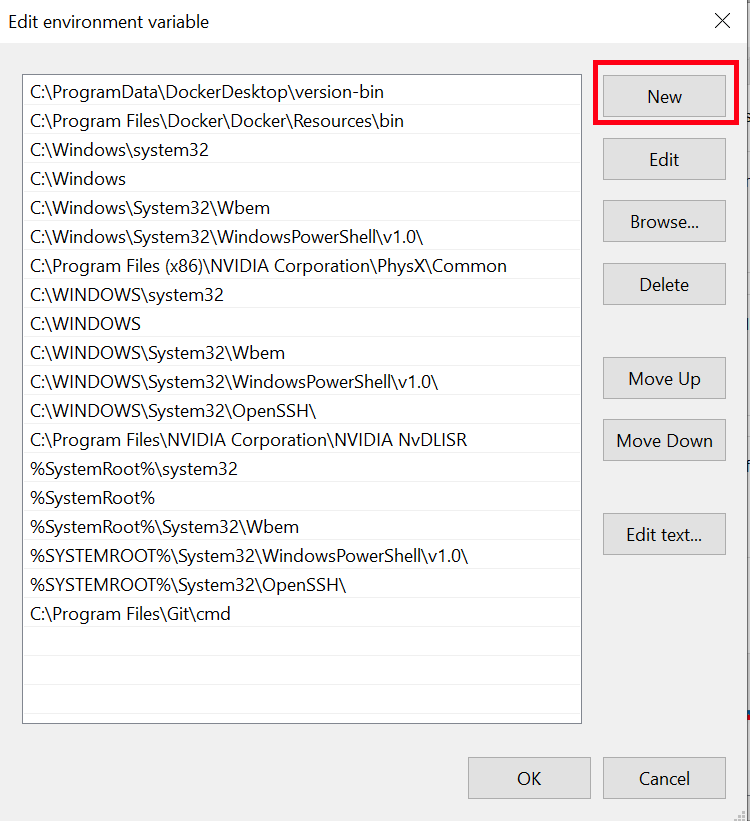 Edit environment variable
C:\ProgramData\DockerDesktop\version-bin
C:\Program Files\Docker\Docker\Resources\bin
C:\Windows\system32
C:\Windows
C:\Windows\System32\Wbem
C:\Windows\System32\WindowsPowerShell\v1.0\
C:\Program Files (x86)\NVIDIA Corporation\PhysX\Common
C:\WINDOWS\system32
C:\WINDOWS
C:\WINDOWS\System32\Wbem
C:\WINDOWS\System32\WindowsPowerShell\v1.0\
C:\WINDOWS\System32\OpenSSH\
C:\Program Files\NVIDIA Corporation\NVIDIA NvDLISR
%SystemRoot%\system32
%SystemRoot%
%SystemRoot%\System32\Wbem
%SYSTEMROOT%\System32\WindowsPowerShell\v1.0\
%SYSTEMROOT%\System32\OpenSSH\
C:\Program Files\Git\cmd
New
Edit
Browse...
Delete
Move Up
Move Down
Edit text...
OK
Cancel